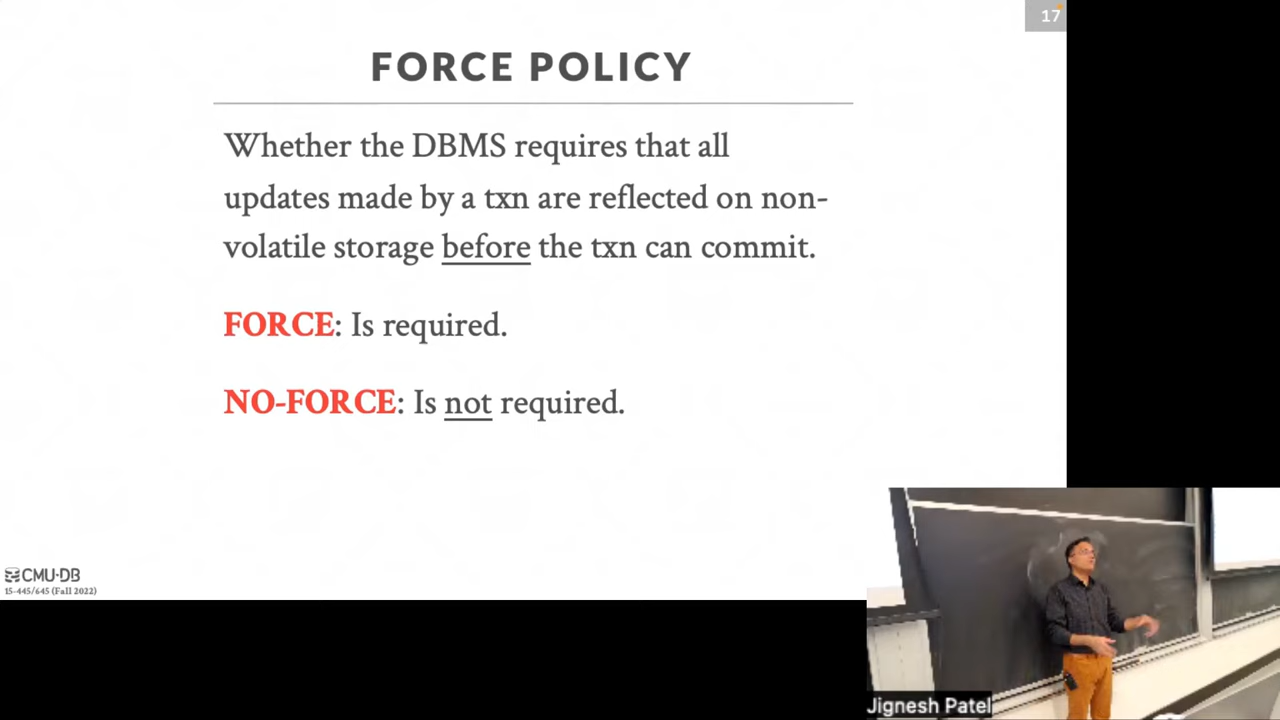 17
FORCE POLICY
Whether the DBMS requires that all
updates made by a txn are reflected on non-
volatile storage before the txn can commit.
FORCE: Is required.
NO-FORCE: Is not required.
CMU·DB
15-445/645 (Fall 2022)
Jignesh Patel